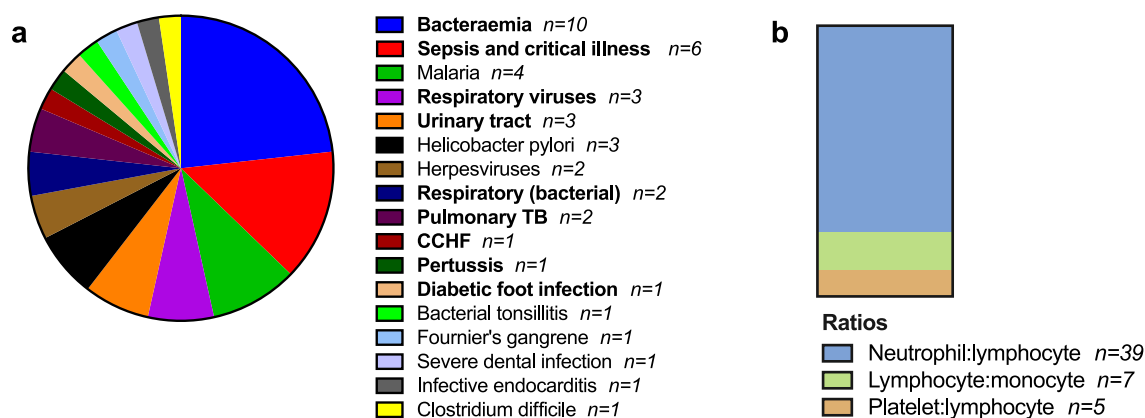 a
Bacteraemia n=10
Sepsis and critical illness n=6
Malaria n=4
Respiratory viruses n=3
Urinary tract n=3
Helicobacter pylori n=3
Herpesviruses n=2
Respiratory (bacterial) n=2
Pulmonary TB n=2
CCHF n=1
Pertussis n=1
Diabetic foot infection n=1
Bacterial tonsillitis n=1
Fournier's gangrene n=1
Severe dental infection n=1
Infective endocarditis n=1
Clostridium difficile n=1
b
Ratios
Neutrophil:lymphocyte n=39
Lymphocyte:monocyte n=7
Platelet:lymphocyte n=5